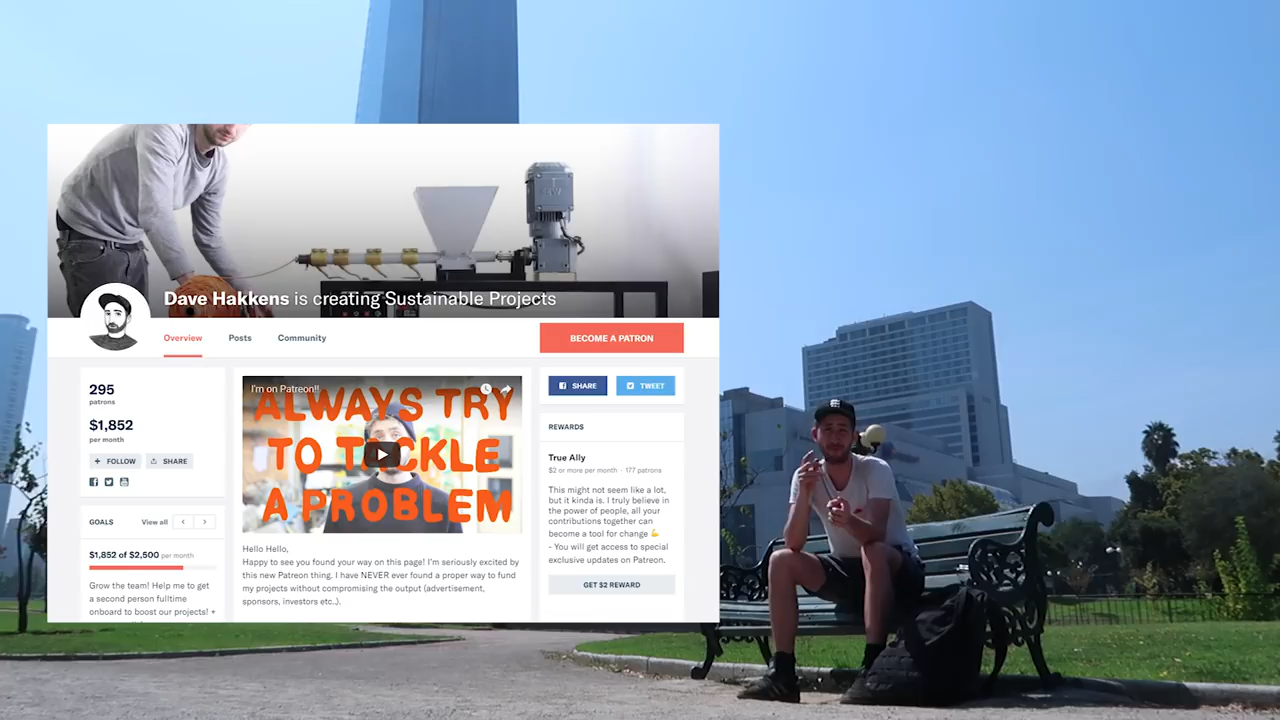 Dave Hakkens is creating Sustainable Projects
Overview
Posts
Community
BECOME A PATRON
295
patrons
$1,852
per month
FOLLOW
SHARE
GOALS
View all
$1,852 of $2,500 per month
Grow the team! Help me to get
a second person fulltime
onboard to boost our projects! +
I'm on Patreon!!
ALWAYS TRY
TO TACKLE
A PROBLEM
Hello Hello,
Happy to see you found your way on this page! I'm seriously excited by
this new Patreon thing. I have NEVER ever found a proper way to fund
my projects without compromising the output (advertisement,
sponsors, investors etc..).
SHARE
TWEET
REWARDS
True Ally
$2 or more per month · 177 patrons
This might not seem like a lot,
but it kinda is. I truly believe in
the power of people, all your
contributions together can
become a tool for change 💪
- You will get access to special
exclusive updates on Patreon.
GET $2 REWARD